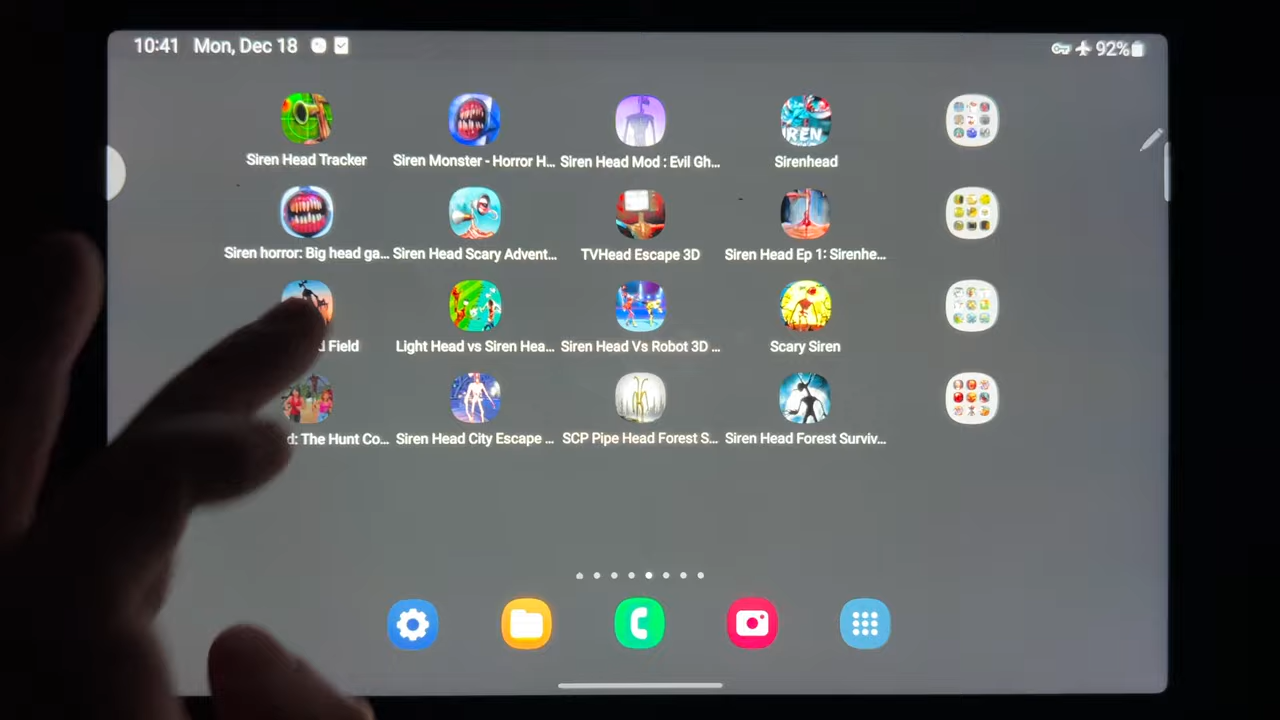 10:41 Mon, Dec 18 92%
Siren Head Tracker
Siren Monster - Horror H...
Siren Head Mod : Evil Gh...
REN
Sirenhead
Siren horror: Big head ga...
Siren Head Scary Advent...
TVHead Escape 3D
Siren Head Ep 1: Sirenhe...
d Field
Light Head vs Siren Hea...
Siren Head Vs Robot 3D ...
Scary Siren
d: The Hunt Co...
Siren Head City Escape ...
SCP Pipe Head Forest S...
Siren Head Forest Surviv...